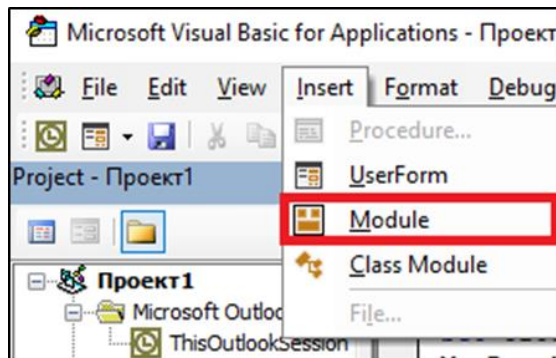 Microsoft Visual Basic for Applications - Проект
File Edit View Insert Format Debug
Procedure...
Project - Проект1
UserForm
Module
Class Module
Проект1
Microsoft Outloo
File...
ThisOutlookSession